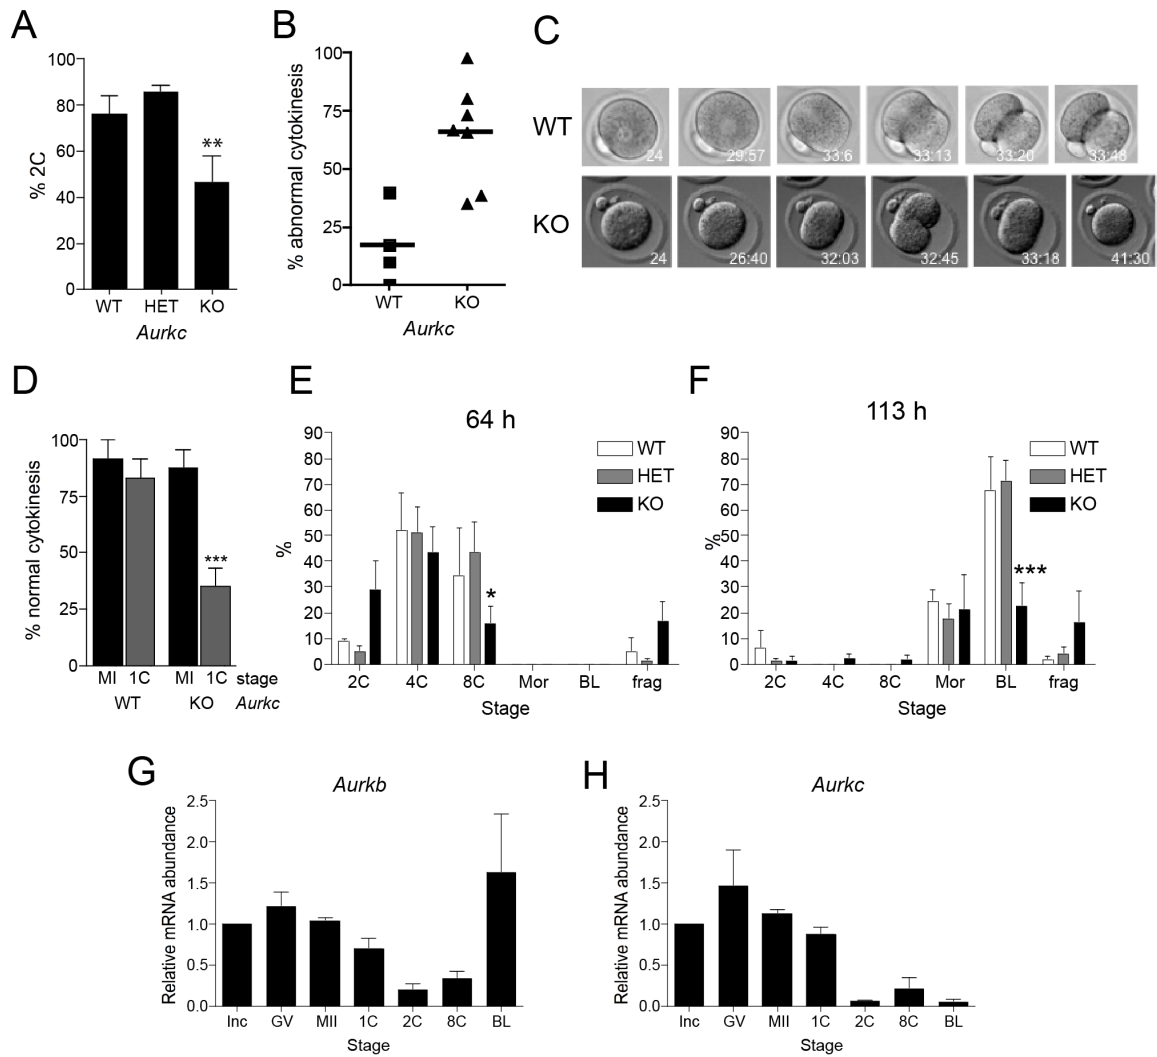 A
% 2C
100
80
60
40
20
0
**
WT HET KO
Aurkc
B
% abnormal cytokinesis
100
75
50
25
0
WT KO
Aurkc
C
WT
24 29:57 33:6 33:13 33:20 33:48
KO
24 26:40 32:03 32:45 33:18 41:30
D
% normal cytokinesis
100
75
50
25
0
***
MI 1C MI 1C stage
WT KO Aurkc
E
64 h
%
90
80
70
60
50
40
30
20
10
0
WT
HET
KO
*
2C 4C 8C Mor BL frag
Stage
F
113 h
%
90
80
70
60
50
40
30
20
10
0
WT
HET
KO
***
2C 4C 8C Mor BL frag
Stage
G
Aurkb
Relative mRNA abundance
2.5
2.0
1.5
1.0
0.5
0.0
Inc GV MII 1C 2C 8C BL
Stage
H
Aurkc
Relative mRNA abundance
2.5
2.0
1.5
1.0
0.5
0.0
Inc GV MII 1C 2C 8C BL
Stage